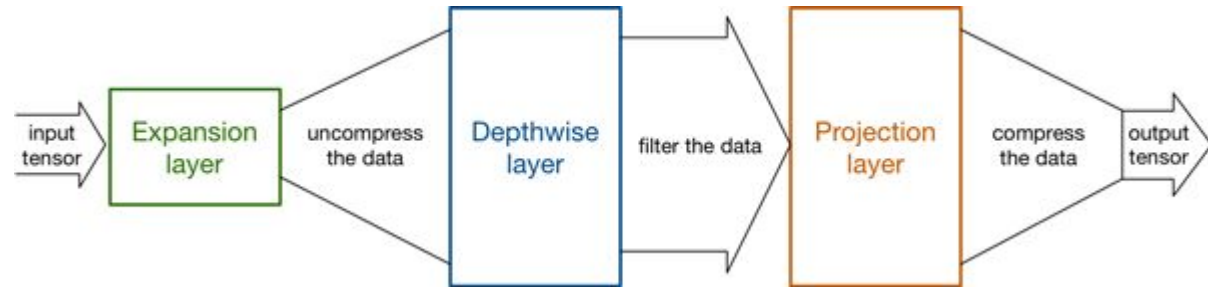 input
tensor
Expansion
layer
uncompress
the data
Depthwise
layer
filter the data
Projection
layer
compress
the data
output
tensor